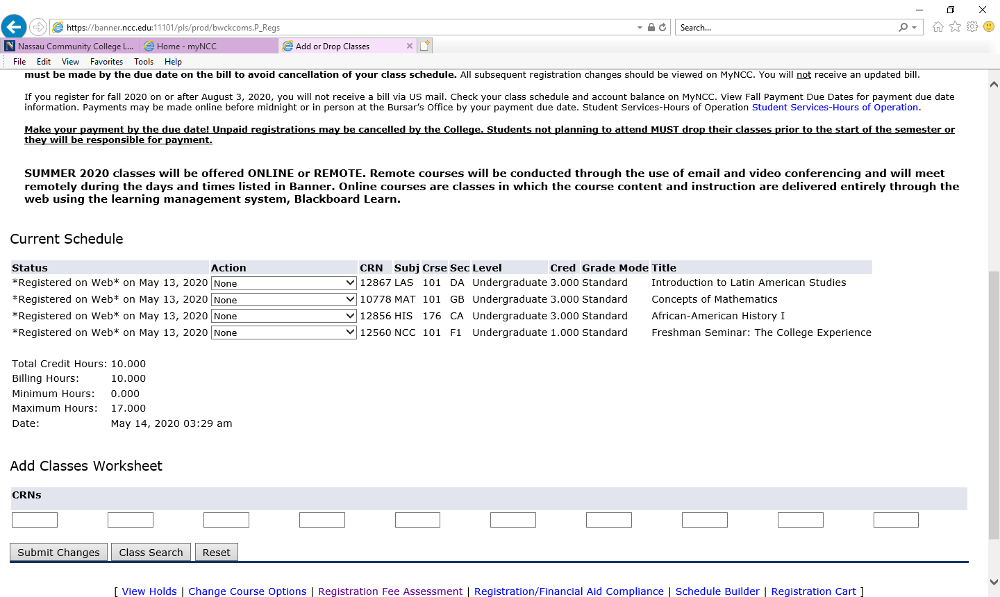 https://banner.ncc.edu:11101/pls/prod/bwckcoms.P_Regs
Search...
Nassau Community College L...
Home - myNCC
Add or Drop Classes
File Edit View Favorites Tools Help
must be made by the due date on the bill to avoid cancellation of your class schedule. All subsequent registration changes should be viewed on MyNCC. You will not receive an updated bill.
If you register for fall 2020 on or after August 3, 2020, you will not receive a bill via US mail. Check your class schedule and account balance on MyNCC. View Fall Payment Due Dates for payment due date
information. Payments may be made online before midnight or in person at the Bursar's Office by your payment due date. Student Services-Hours of Operation Student Services-Hours of Operation.
Make your payment by the due date! Unpaid registrations may be cancelled by the College. Students not planning to attend MUST drop their classes prior to the start of the semester or
they will be responsible for payment.
SUMMER 2020 classes will be offered ONLINE or REMOTE. Remote courses will be conducted through the use of email and video conferencing and will meet
remotely during the days and times listed in Banner. Online courses are classes in which the course content and instruction are delivered entirely through the
web using the learning management system, Blackboard Learn.
Current Schedule
Status Action CRN Subj Crse Sec Level Cred Grade Mode Title
*Registered on Web* on May 13, 2020 None 12867 LAS 101 DA Undergraduate 3.000 Standard Introduction to Latin American Studies
*Registered on Web* on May 13, 2020 None 10778 MAT 101 GB Undergraduate 3.000 Standard Concepts of Mathematics
*Registered on Web* on May 13, 2020 None 12856 HIS 176 CA Undergraduate 3.000 Standard African-American History I
*Registered on Web* on May 13, 2020 None 12560 NCC 101 F1 Undergraduate 1.000 Standard Freshman Seminar: The College Experience
Total Credit Hours: 10.000
Billing Hours: 10.000
Minimum Hours: 0.000
Maximum Hours: 17.000
Date: May 14, 2020 03:29 am
Add Classes Worksheet
CRNs
Submit Changes Class Search Reset
[ View Holds | Change Course Options | Registration Fee Assessment | Registration/Financial Aid Compliance | Schedule Builder | Registration Cart ]